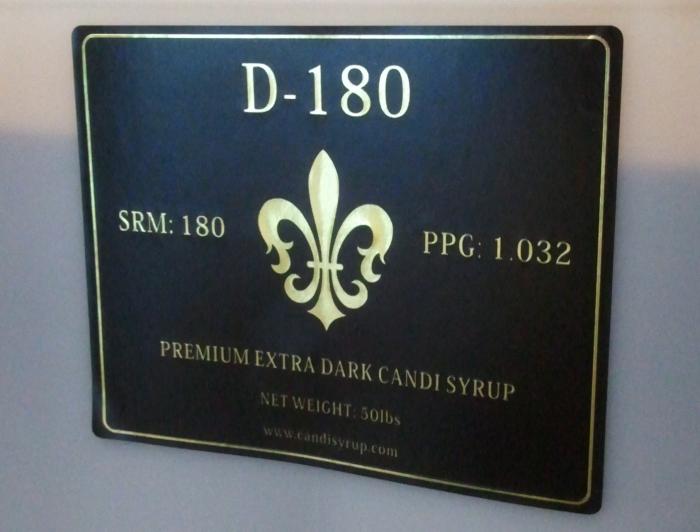 D-180
SRM: 180
PPG: 1.032
PREMIUM EXTRA DARK CANDI SYRUP
NET WEIGHT: 50lbs
www.candisyrup.com